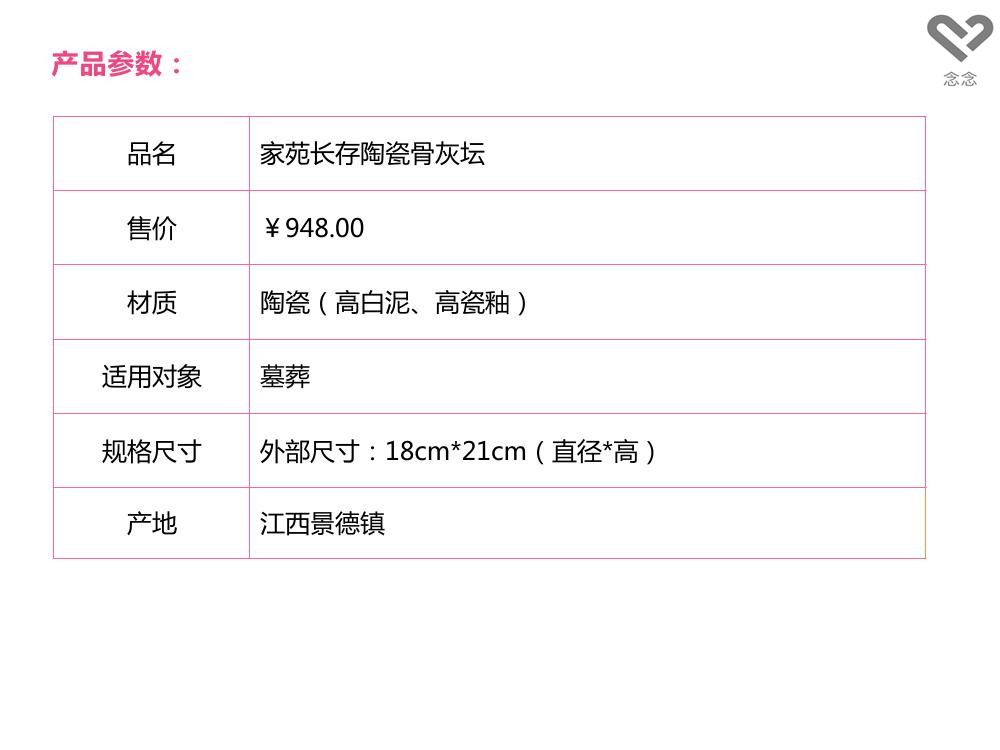 产品参数：
念念
品名 家苑长存陶瓷骨灰坛
售价 ￥948.00
材质 陶瓷（高白泥、高瓷釉）
适用对象 墓葬
规格尺寸 外部尺寸：18cm*21cm（直径*高）
产地 江西景德镇